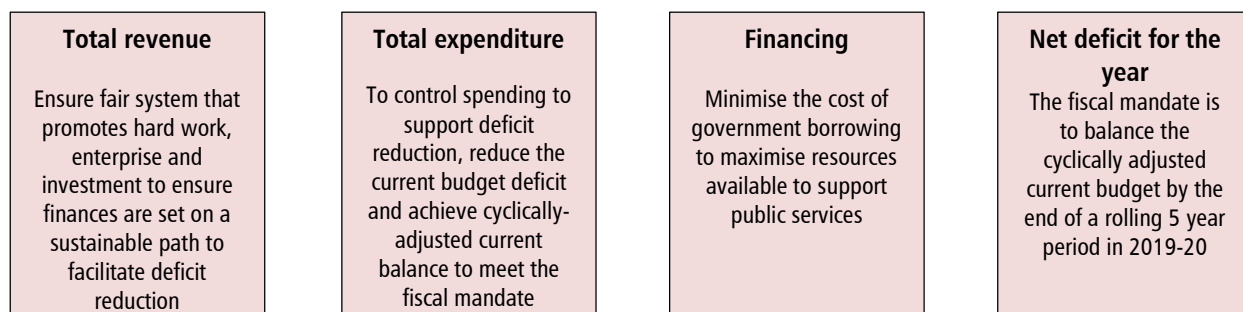 Total revenue
Ensure fair system that
promotes hard work,
enterprise and
investment to ensure
finances are set on a
sustainable path to
facilitate deficit
reduction
Total expenditure
To control spending to
support deficit
reduction, reduce the
current budget deficit
and achieve cyclically-
adjusted current
balance to meet the
fiscal mandate
Financing
Minimise the cost of
government borrowing
to maximise resources
available to support
public services
Net deficit for the
year
The fiscal mandate is
to balance the
cyclically adjusted
current budget by the
end of a rolling 5 year
period in 2019-20